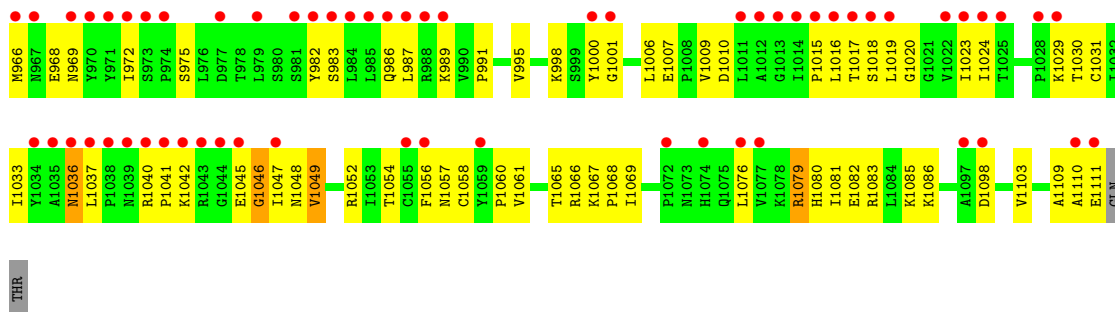 M966 N967 E968 N969 Y970 Y971 I972 S973 P974 S975 L976 D977 T978 L979 S980 S981 Y982 S983 L984 L985 Q986 L987 R988 K989 V990 P991 V995 K998 S999 Y1000 G1001 L1006 E1007 P1008 V1009 D1010 L1011 A1012 G1013 I1014 P1015 L1016 T1017 S1018 L1019 G1020 G1021 V1022 I1023 I1024 T1025 P1028 K1029 T1030 C1031 I1032
I1033 Y1034 A1035 N1036 L1037 P1038 N1039 R1040 P1041 K1042 R1043 G1044 E1045 G1046 I1047 N1048 V1049 R1052 I1053 T1054 C1055 F1056 N1057 C1058 Y1059 P1060 V1061 T1065 R1066 K1067 P1068 I1069 P1072 N1073 H1074 Q1075 L1076 V1077 K1078 R1079 H1080 I1081 E1082 R1083 L1084 K1085 K1086 A1097 D1098 V1103 A1109 A1110 E1111 GLN
THR